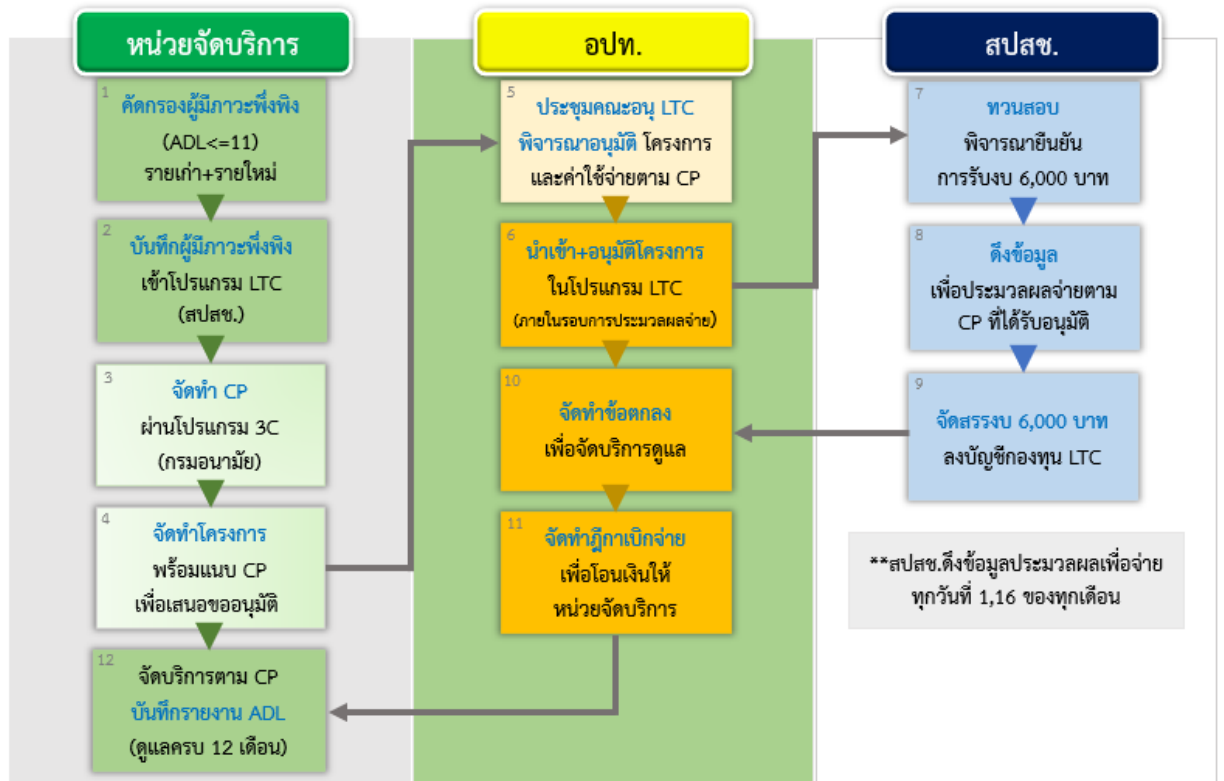 หน่วยจัดบริการ
1
คัดกรองผู้มีภาวะพึ่งพิง
(ADL<=11)
รายเก่า+รายใหม่
2
บันทึกผู้มีภาวะพึ่งพิง
เข้าโปรแกรม LTC
(สปสช.)
3
จัดทำ CP
ผ่านโปรแกรม 3C
(กรมอนามัย)
4
จัดทำโครงการ
พร้อมแนบ CP
เพื่อเสนอขออนุมัติ
12
จัดบริการตาม CP
บันทึกรายงาน ADL
(ดูแลครบ 12 เดือน)
อปท.
5
ประชุมคณะอนุ LTC
พิจารณาอนุมัติ โครงการ
และค่าใช้จ่ายตาม CP
6
นำเข้า+อนุมัติโครงการ
ในโปรแกรม LTC
(ภายในรอบการประมวลผลจ่าย)
10
จัดทำข้อตกลง
เพื่อจัดบริการดูแล
11
จัดทำฎีกาเบิกจ่าย
เพื่อโอนเงินให้
หน่วยจัดบริการ
สปสช.
7
ทวนสอบ
พิจารณายืนยัน
การรับงบ 6,000 บาท
8
ดึงข้อมูล
เพื่อประมวลผลจ่ายตาม
CP ที่ได้รับอนุมัติ
9
จัดสรรงบ 6,000 บาท
ลงบัญชีกองทุน LTC
**สปสช.ดึงข้อมูลประมวลผลเพื่อจ่าย
ทุกวันที่ 1,16 ของทุกเดือน